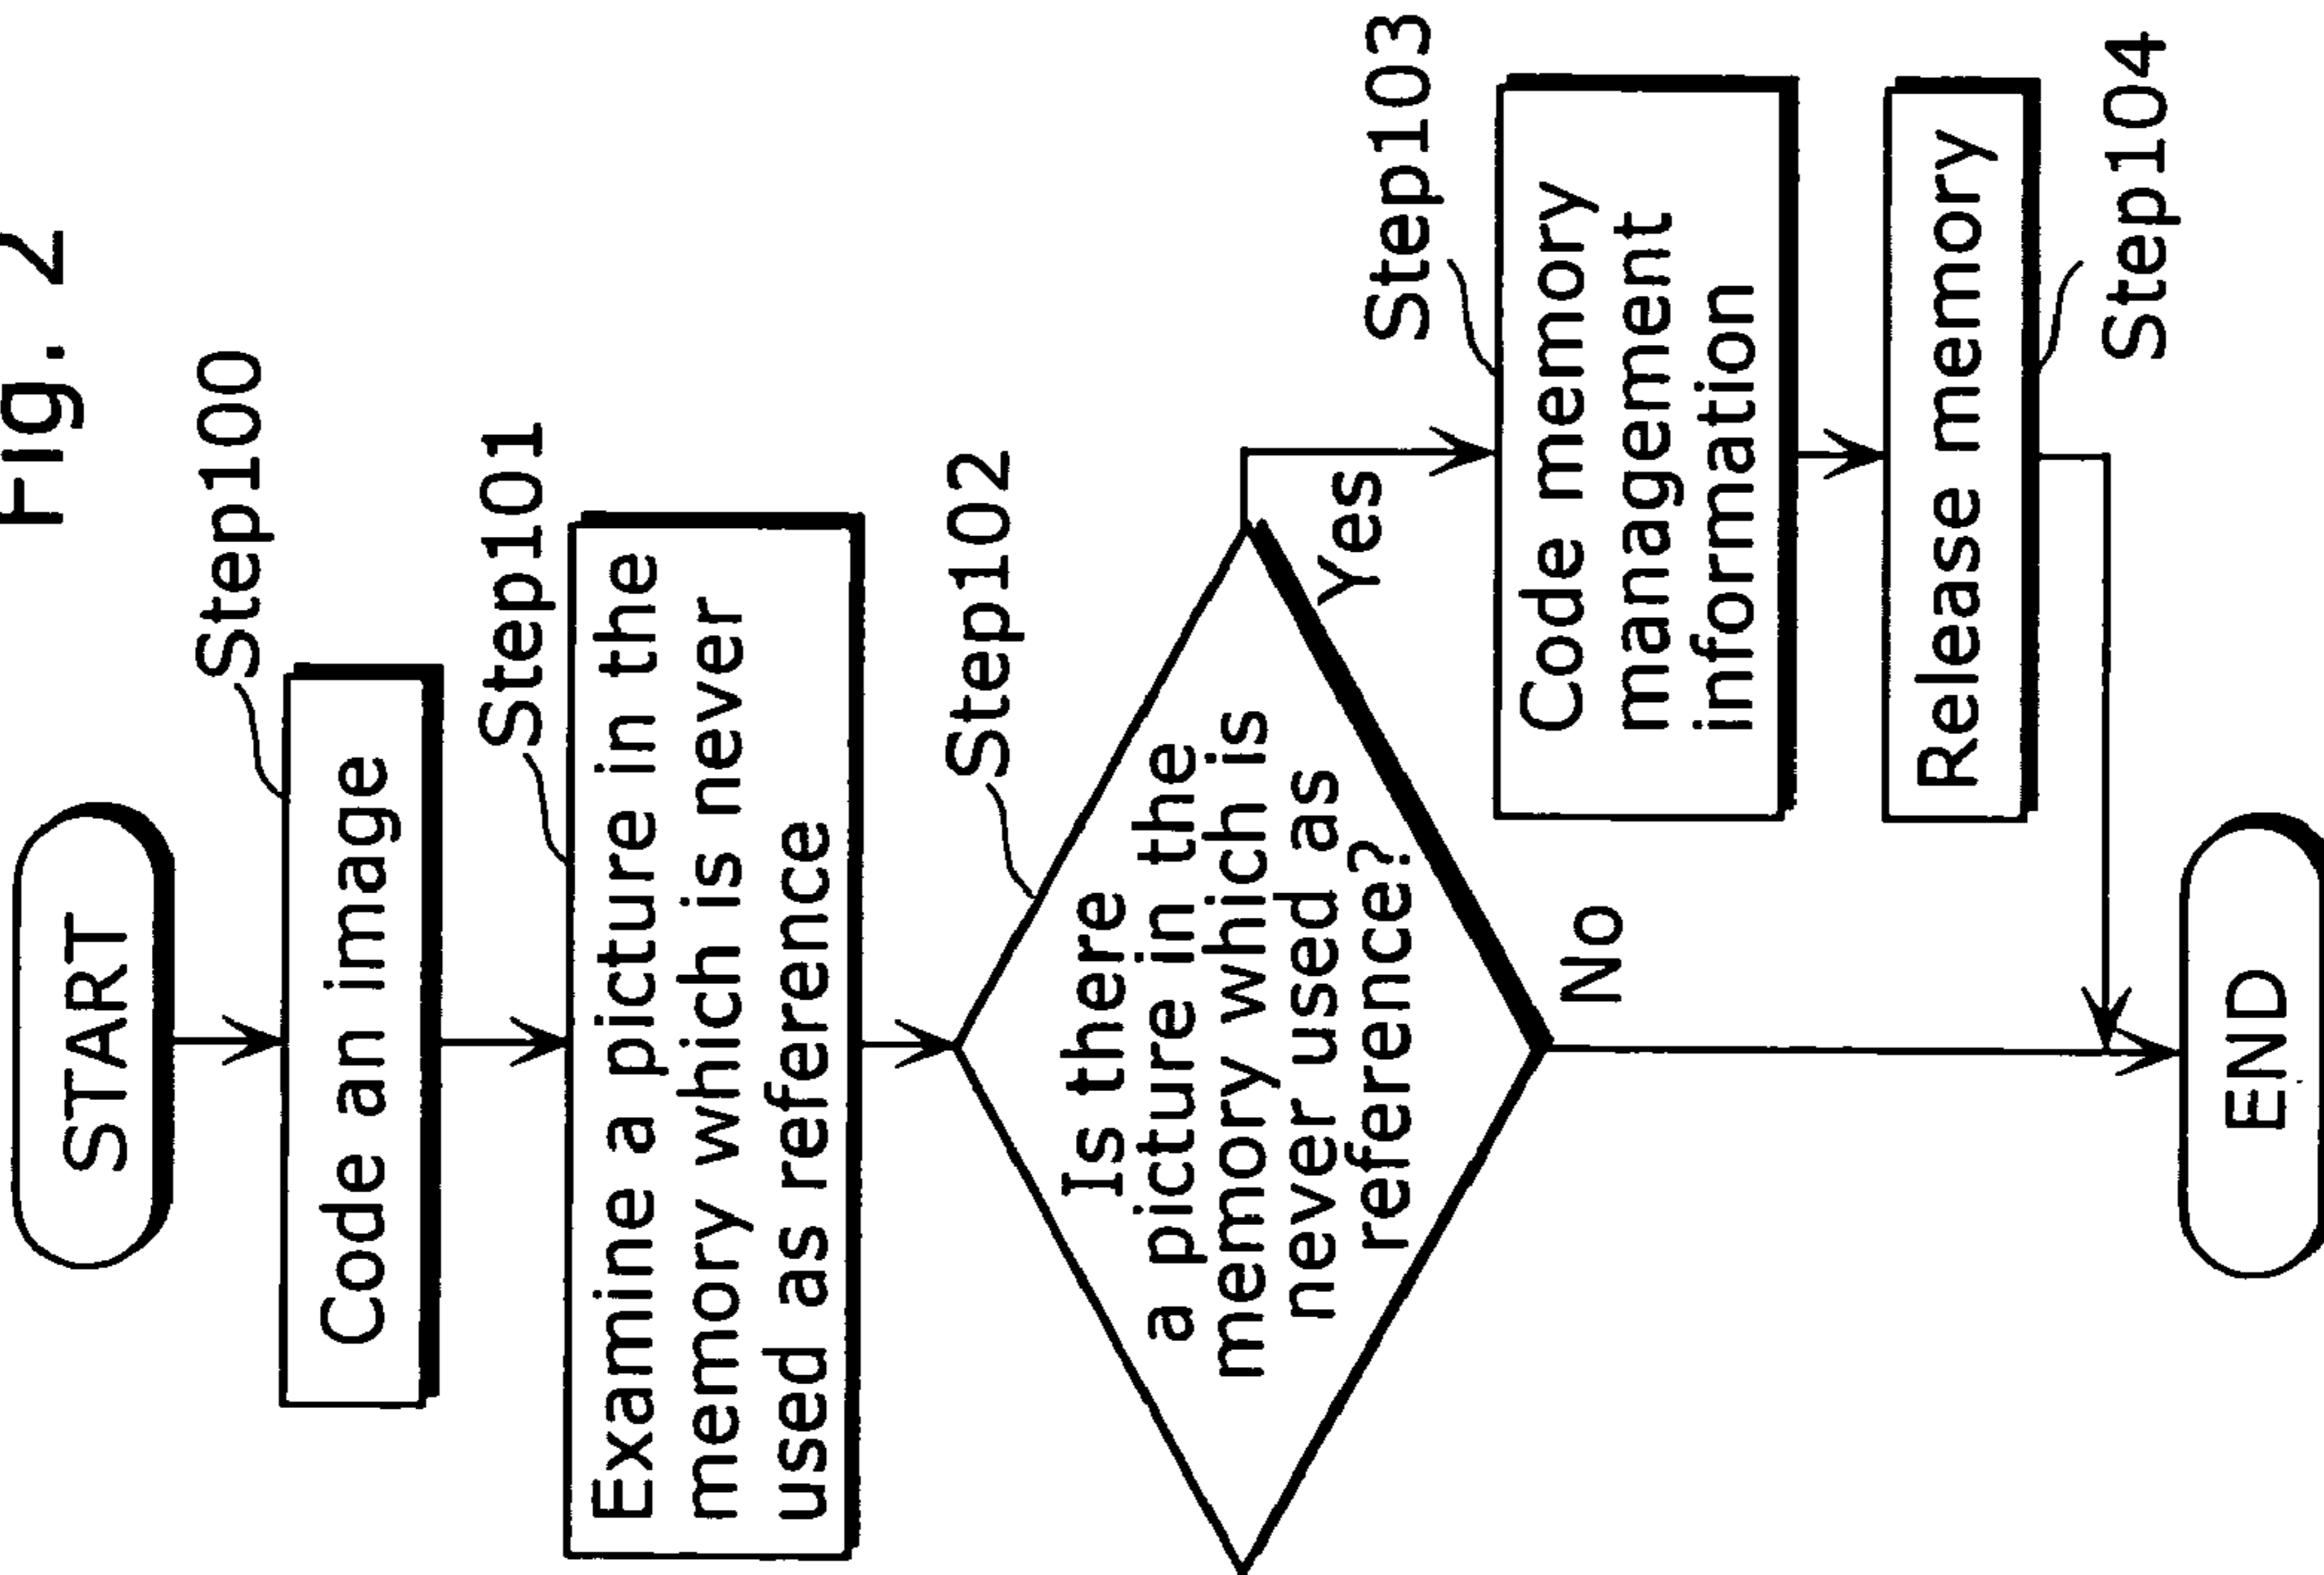 Fig. 2
START
Step100
Code an image
Step101
Examine a picture in the
memory which is never
used as reference
Step102
Is there
a picture in the
memory which is
never used as
reference?
Yes
No
Step103
Code memory
management
information
Release memory
Step104
END